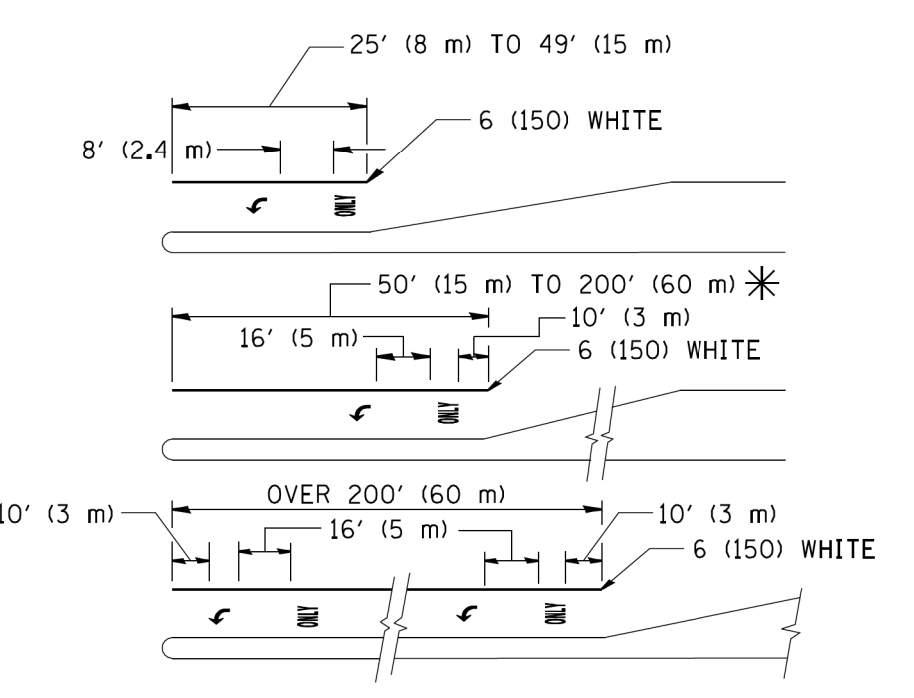 25' (8 m) TO 49' (15 m)
6 (150) WHITE
8' (2.4 m)
ONLY
50' (15 m) TO 200' (60 m) *
10' (3 m)
16' (5 m)
6 (150) WHITE
ONLY
OVER 200' (60 m)
10' (3 m)
16' (5 m)
10' (3 m)
6 (150) WHITE
ONLY
ONLY